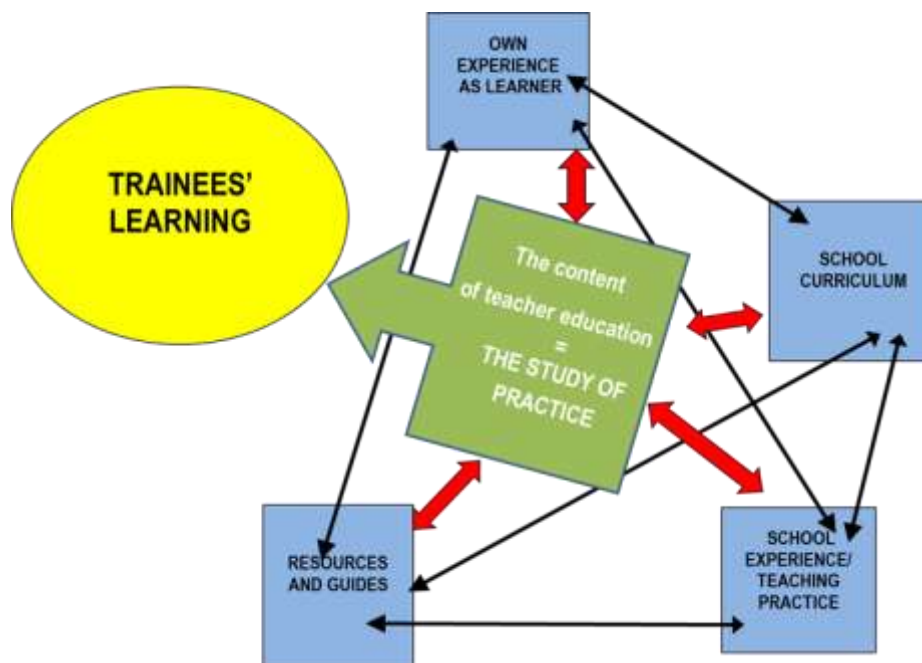 OWN
EXPERIENCE
AS LEARNER
TRAINEES'
LEARNING
SCHOOL
CURRICULUM
The content
of teacher education
=
THE STUDY OF
PRACTICE
RESOURCES
AND GUIDES
SCHOOL
EXPERIENCE/
TEACHING
PRACTICE